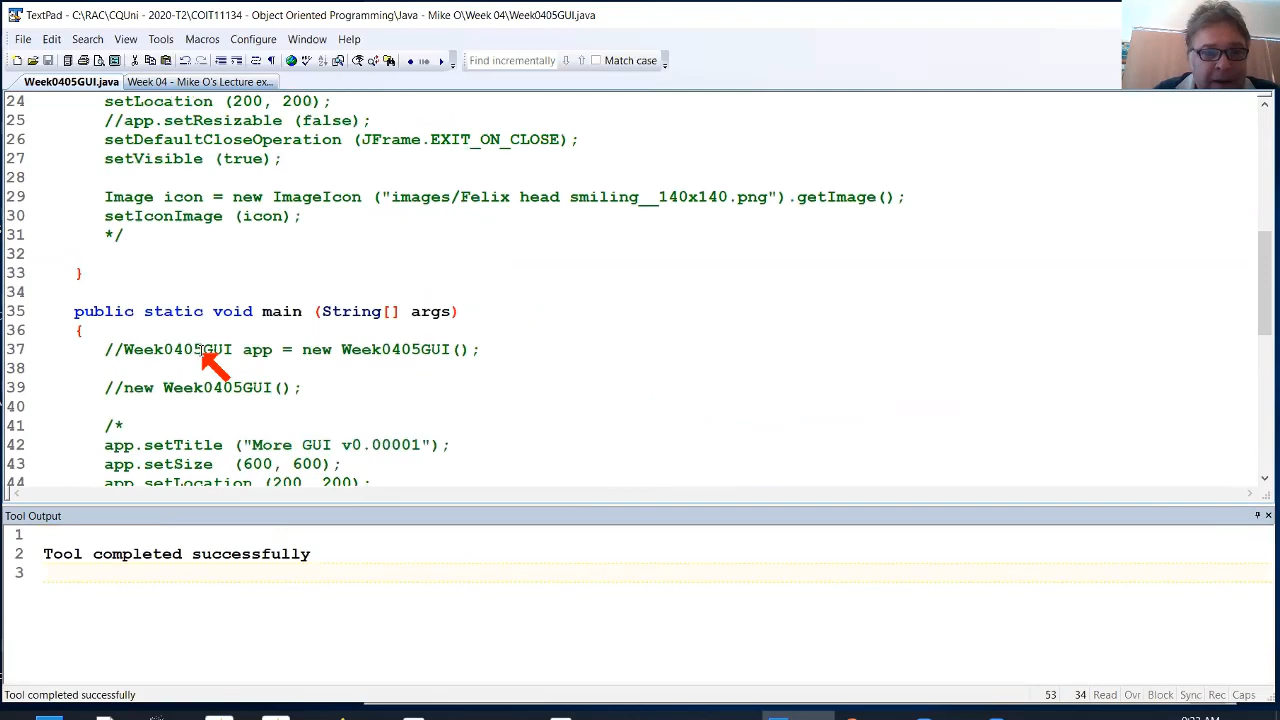 TextPad - C:\RAC\CQUni - 2020-T2\COIT11134 - Object Oriented Programming\Java - Mike O\Week 04\Week0405GUI.java
File Edit Search View Tools Macros Configure Window Help
Find incrementally Match case
Week0405GUI.java Week 04 - Mike O's Lecture ex...
24 setLocation (200, 200);
25 //app.setResizable (false);
26 setDefaultCloseOperation (JFrame.EXIT_ON_CLOSE);
27 setVisible (true);
28
29 Image icon = new ImageIcon ("images/Felix head smiling__140x140.png").getImage();
30 setIconImage (icon);
31 */
32
33 }
34
35 public static void main (String[] args)
36 {
37 //Week0405GUI app = new Week0405GUI();
38
39 //new Week0405GUI();
40
41 /*
42 app.setTitle ("More GUI v0.00001");
43 app.setSize (600, 600);
44 app.setLocation (200, 200);
Tool Output
1
2 Tool completed successfully
3
Tool completed successfully 53 34 Read Ovr Block Sync Rec Caps